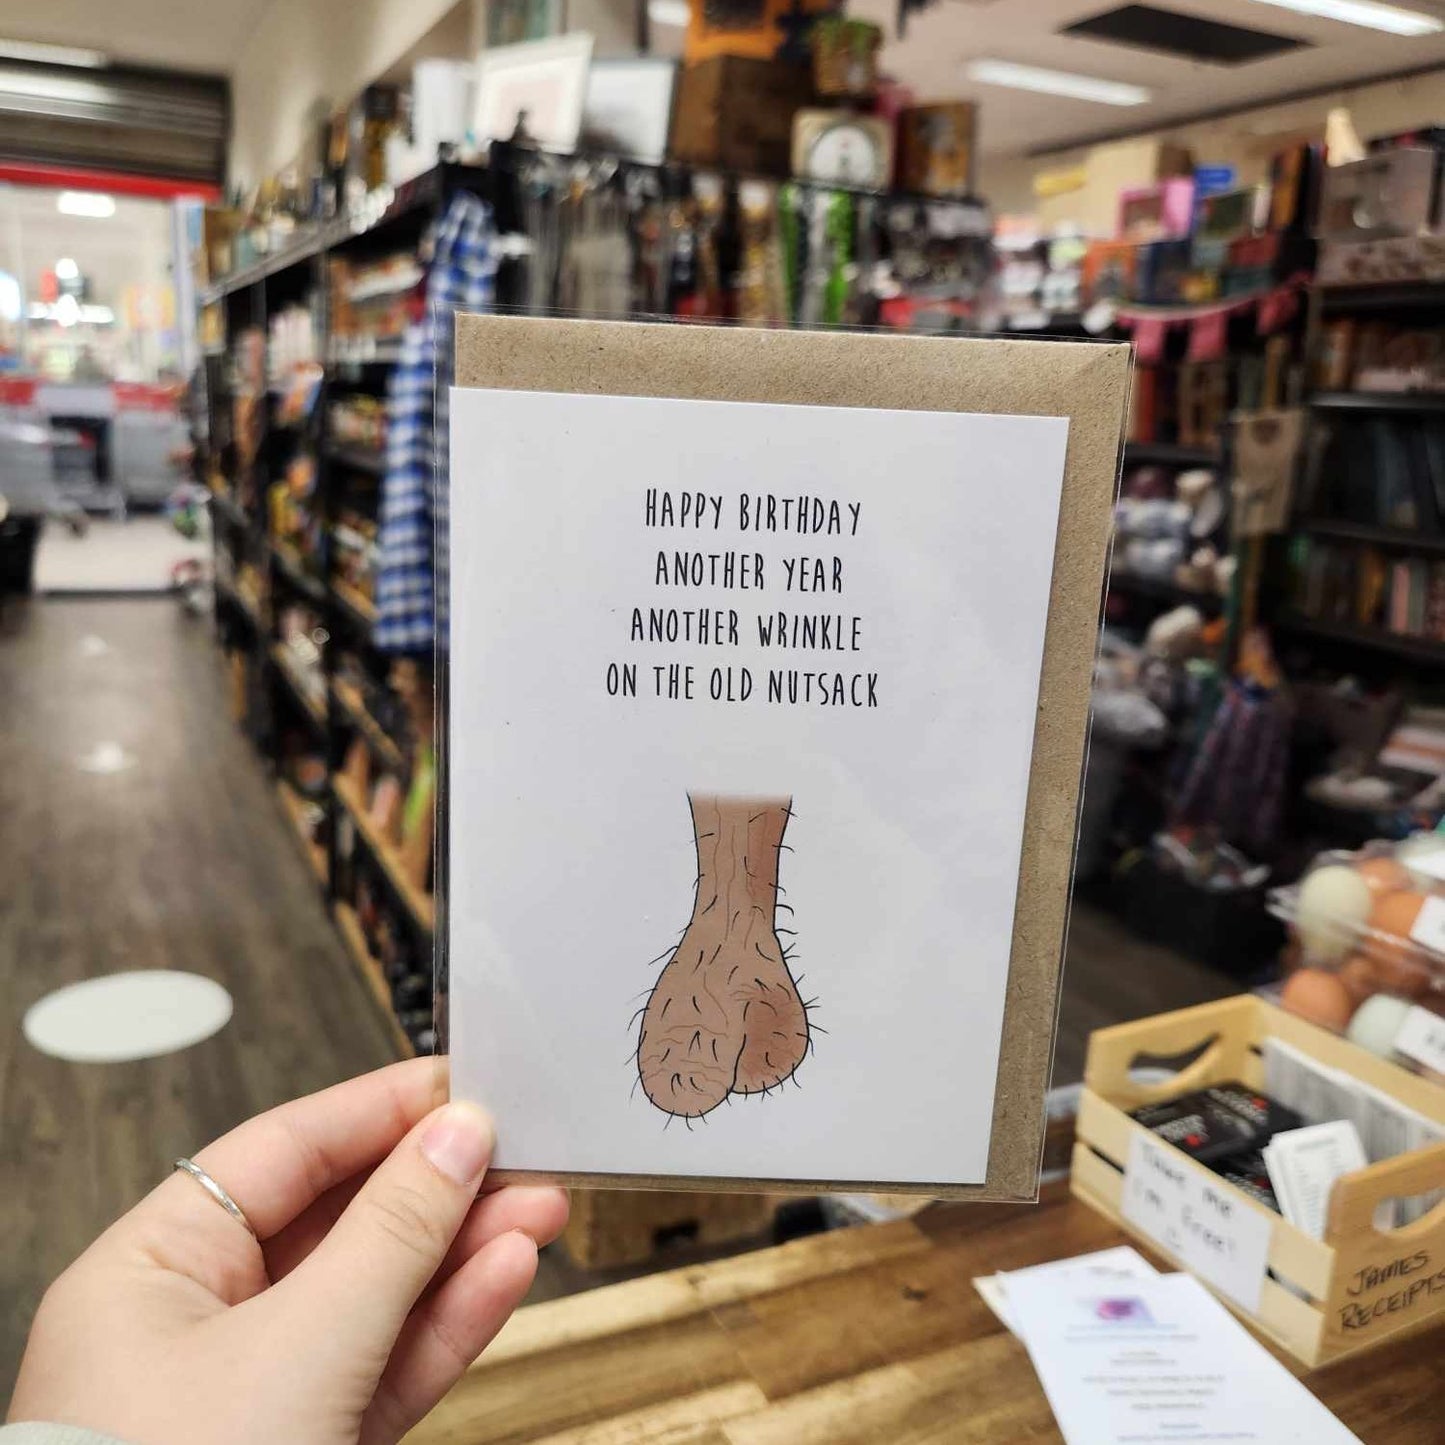 HAPPY BIRTHDAY
ANOTHER YEAR
ANOTHER WRINKLE
ON THE OLD NUTSACK
TAKE ME
I'm Free!
JAMES
RECEIPTS